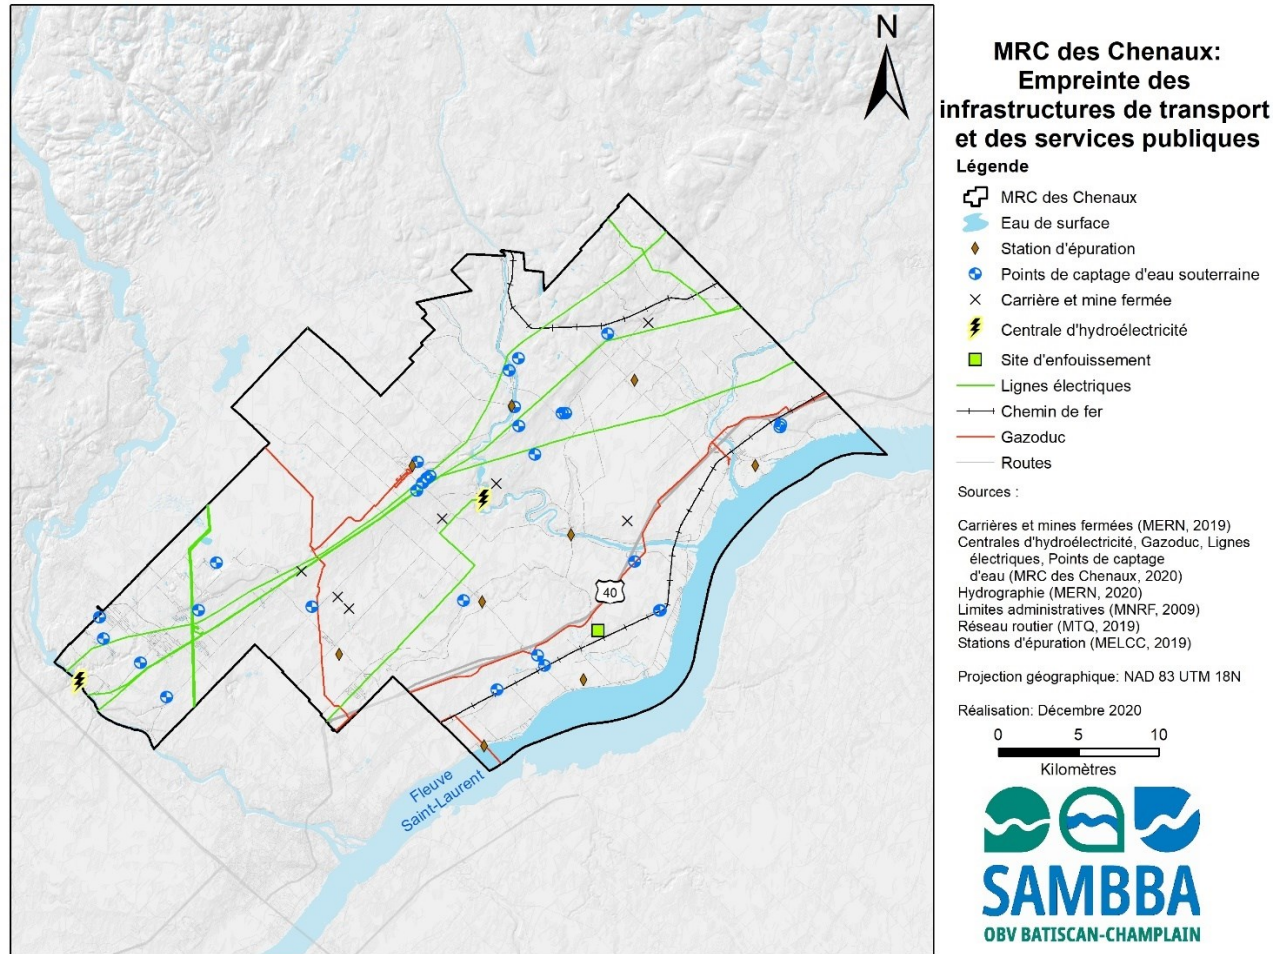 N
40
Fleuve
Saint-Laurent
MRC des Chenaux:
Empreinte des
infrastructures de transport
et des services publiques
Légende
MRC des Chenaux
Eau de surface
Station d'épuration
Points de captage d'eau souterraine
Carrière et mine fermée
Centrale d'hydroélectricité
Site d'enfouissement
Lignes électriques
Chemin de fer
Gazoduc
Routes
Sources :
Carrières et mines fermées (MERN, 2019)
Centrales d'hydroélectricité, Gazoduc, Lignes
électriques, Points de captage
d'eau (MRC des Chenaux, 2020)
Hydrographie (MERN, 2020)
Limites administratives (MNRF, 2009)
Réseau routier (MTQ, 2019)
Stations d'épuration (MELCC, 2019)
Projection géographique: NAD 83 UTM 18N
Réalisation: Décembre 2020
0 5 10
Kilomètres
SAMBBA
OBV BATISCAN-CHAMPLAIN